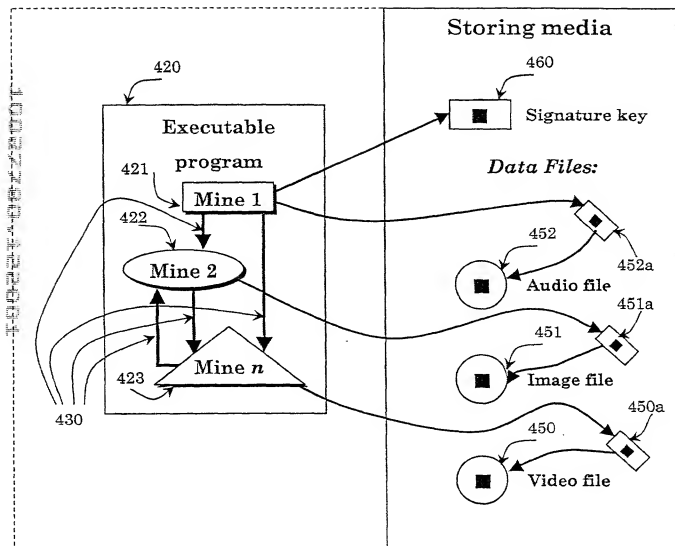 Storing media
420
460
Executable
program
Signature key
421
Mine 1
Data Files:
422
452
Mine 2
452a
Audio file
451a
451
Mine n
Image file
423
430
450
450a
Video file